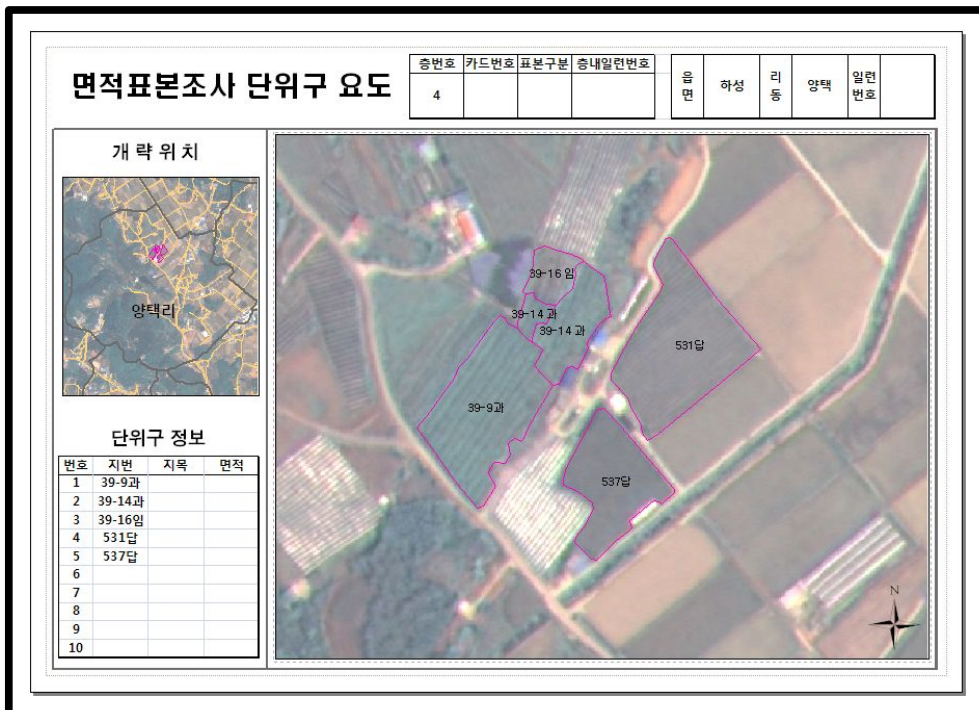 면적표본조사 단위구 요도
층번호 카드번호 표본구분 층내일련번호
4
읍면 하성 리동 양택 일련번호
개략위치
양택리
단위구 정보
번호 지번 지목 면적
1 39-9과
2 39-14과
3 39-16임
4 531답
5 537답
6
7
8
9
10
39-16 임
39-14 과
39-14 과
531답
39-9과
537답
N